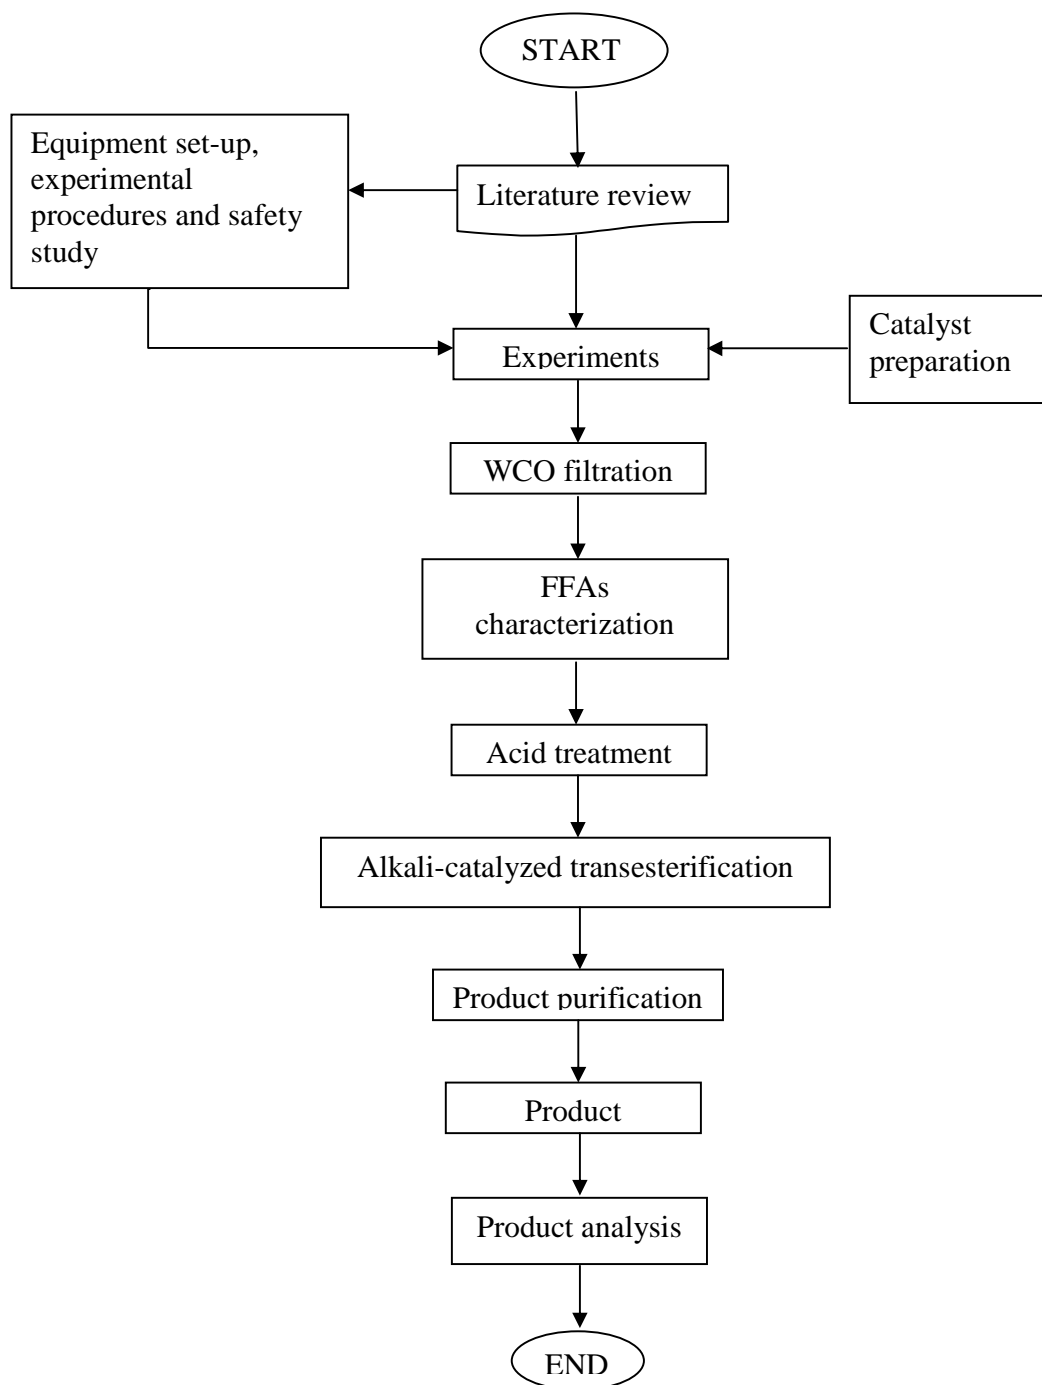 START
Equipment set-up,
experimental
procedures and safety
study
Literature review
Catalyst
preparation
Experiments
WCO filtration
FFAs
characterization
Acid treatment
Alkali-catalyzed transesterification
Product purification
Product
Product analysis
END